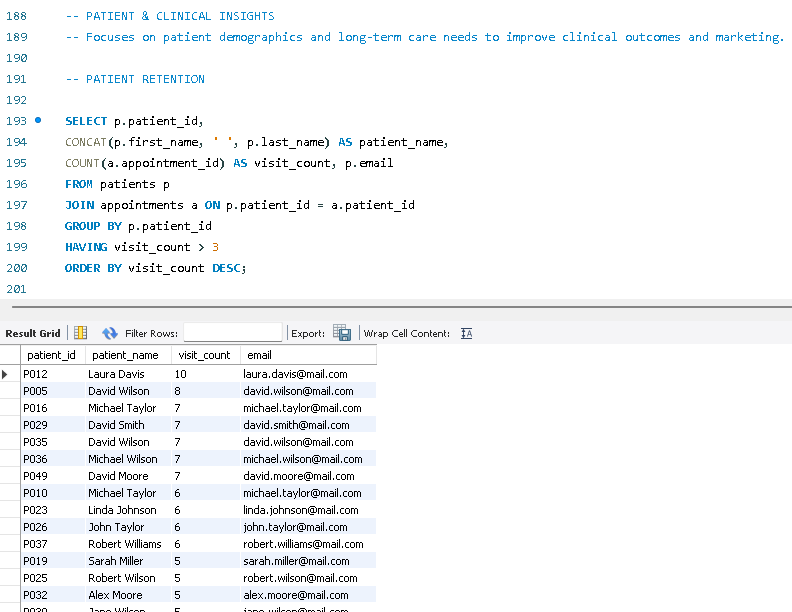 188 -- PATIENT & CLINICAL INSIGHTS
189 -- Focuses on patient demographics and long-term care needs to improve clinical outcomes and marketing.
190
191 -- PATIENT RETENTION
192
193 SELECT p.patient_id,
194 CONCAT(p.first_name, ' ', p.last_name) AS patient_name,
195 COUNT(a.appointment_id) AS visit_count, p.email
196 FROM patients p
197 JOIN appointments a ON p.patient_id = a.patient_id
198 GROUP BY p.patient_id
199 HAVING visit_count > 3
200 ORDER BY visit_count DESC;
201
Result Grid Filter Rows: Export: Wrap Cell Content: IA
patient_id patient_name visit_count email
P012 Laura Davis 10 laura.davis@mail.com
P005 David Wilson 8 david.wilson@mail.com
P016 Michael Taylor 7 michael.taylor@mail.com
P029 David Smith 7 david.smith@mail.com
P035 David Wilson 7 david.wilson@mail.com
P036 Michael Wilson 7 michael.wilson@mail.com
P049 David Moore 7 david.moore@mail.com
P010 Michael Taylor 6 michael.taylor@mail.com
P023 Linda Johnson 6 linda.johnson@mail.com
P026 John Taylor 6 john.taylor@mail.com
P037 Robert Williams 6 robert.williams@mail.com
P019 Sarah Miller 5 sarah.miller@mail.com
P025 Robert Wilson 5 robert.wilson@mail.com
P032 Alex Moore 5 alex.moore@mail.com